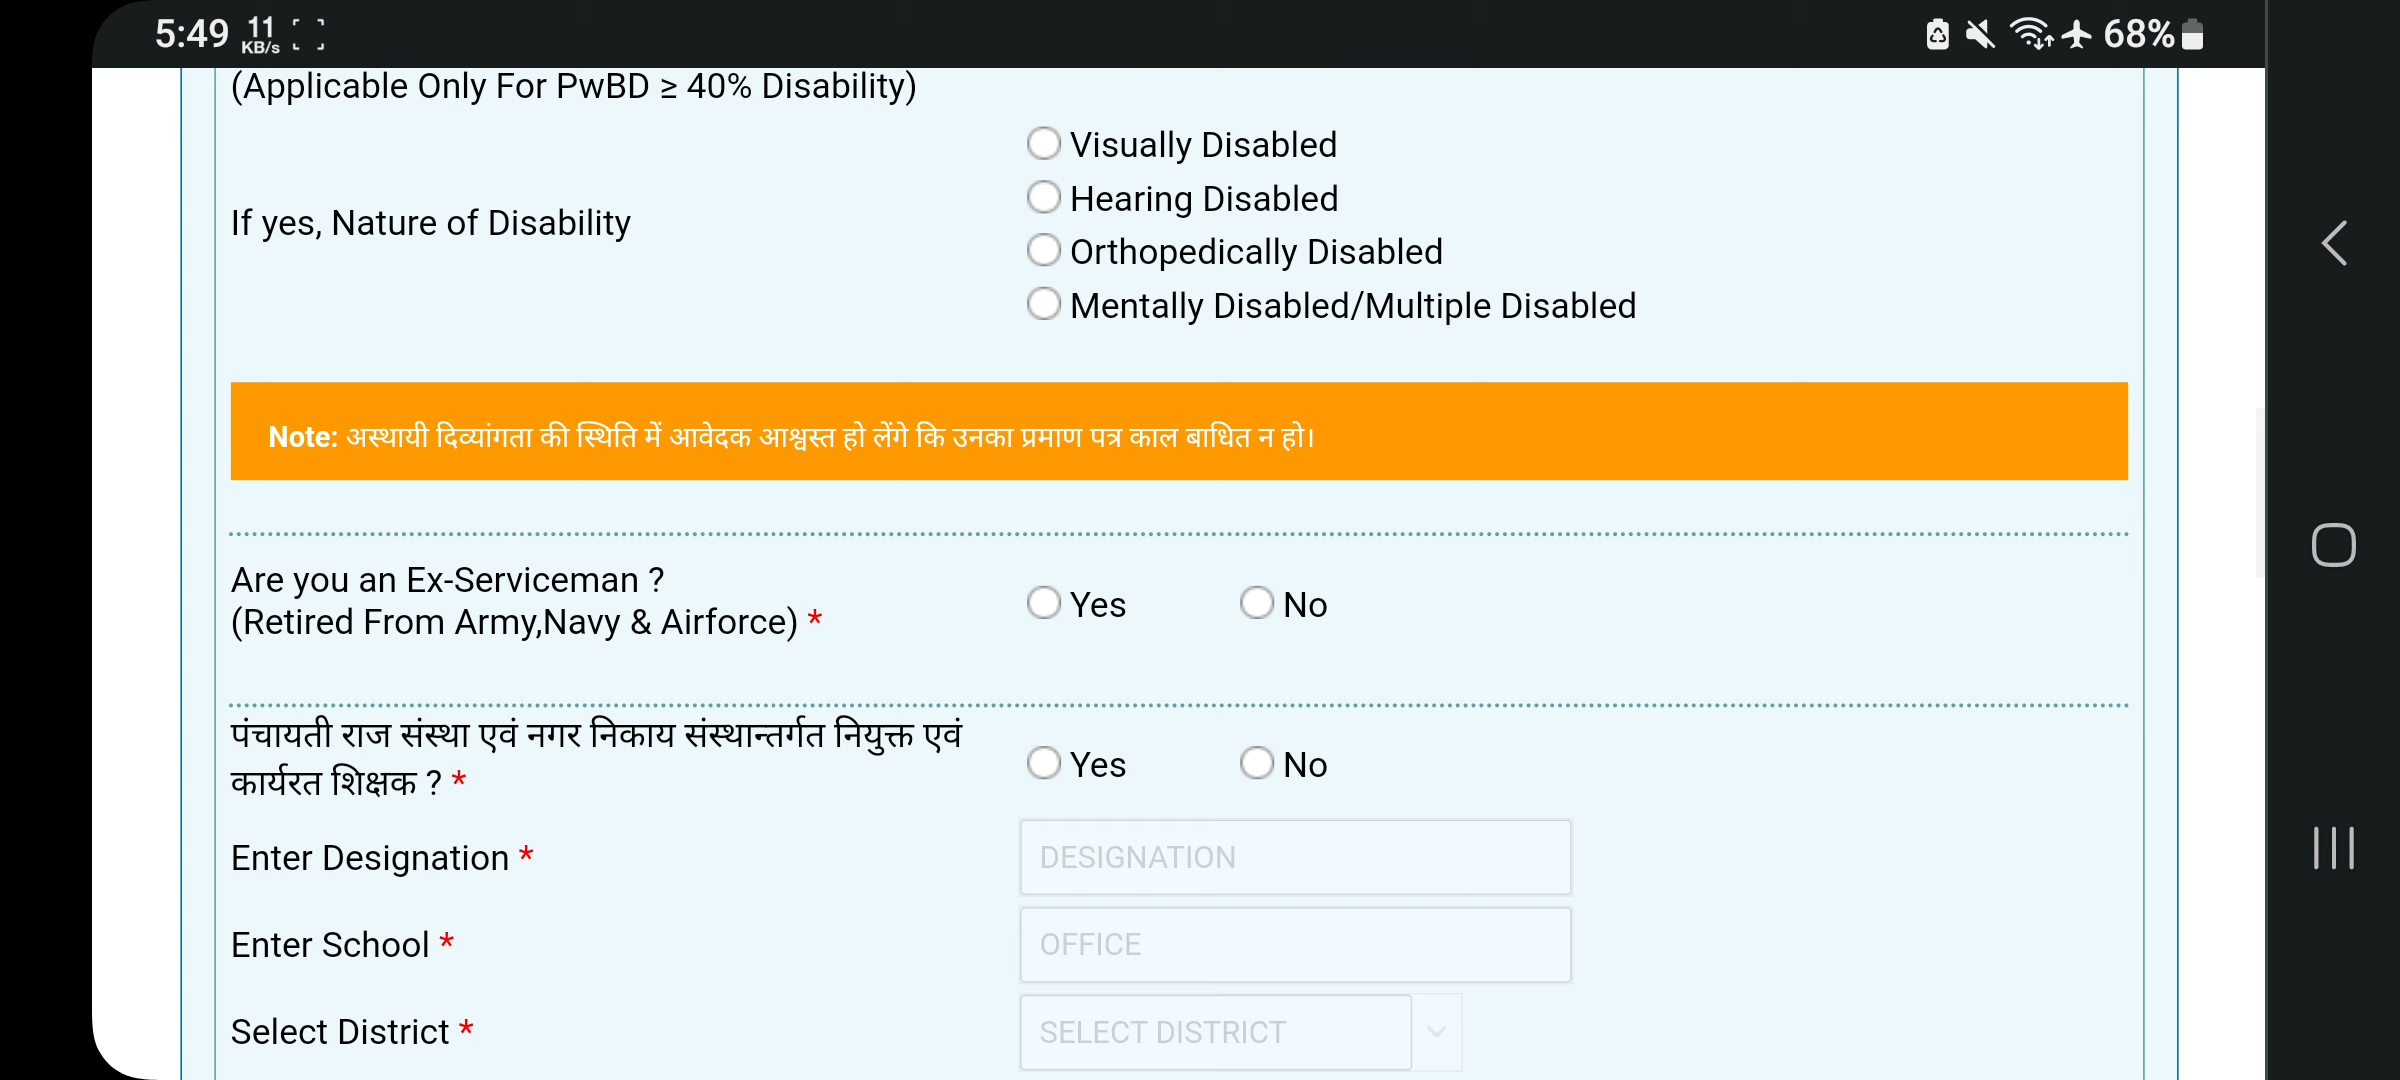 5:49 11 KB/s 68%
(Applicable Only For PwBD ≥ 40% Disability)
If yes, Nature of Disability
Visually Disabled
Hearing Disabled
Orthopedically Disabled
Mentally Disabled/Multiple Disabled
Note: अस्थायी दिव्यांगता की स्थिति में आवेदक आश्वस्त हो लेंगे कि उनका प्रमाण पत्र काल बाधित न हो।
Are you an Ex-Serviceman ?
(Retired From Army,Navy & Airforce) *
Yes No
पंचायती राज संस्था एवं नगर निकाय संस्थान्तर्गत नियुक्त एवं
कार्यरत शिक्षक ? *
Yes No
Enter Designation * DESIGNATION
Enter School * OFFICE
Select District * SELECT DISTRICT